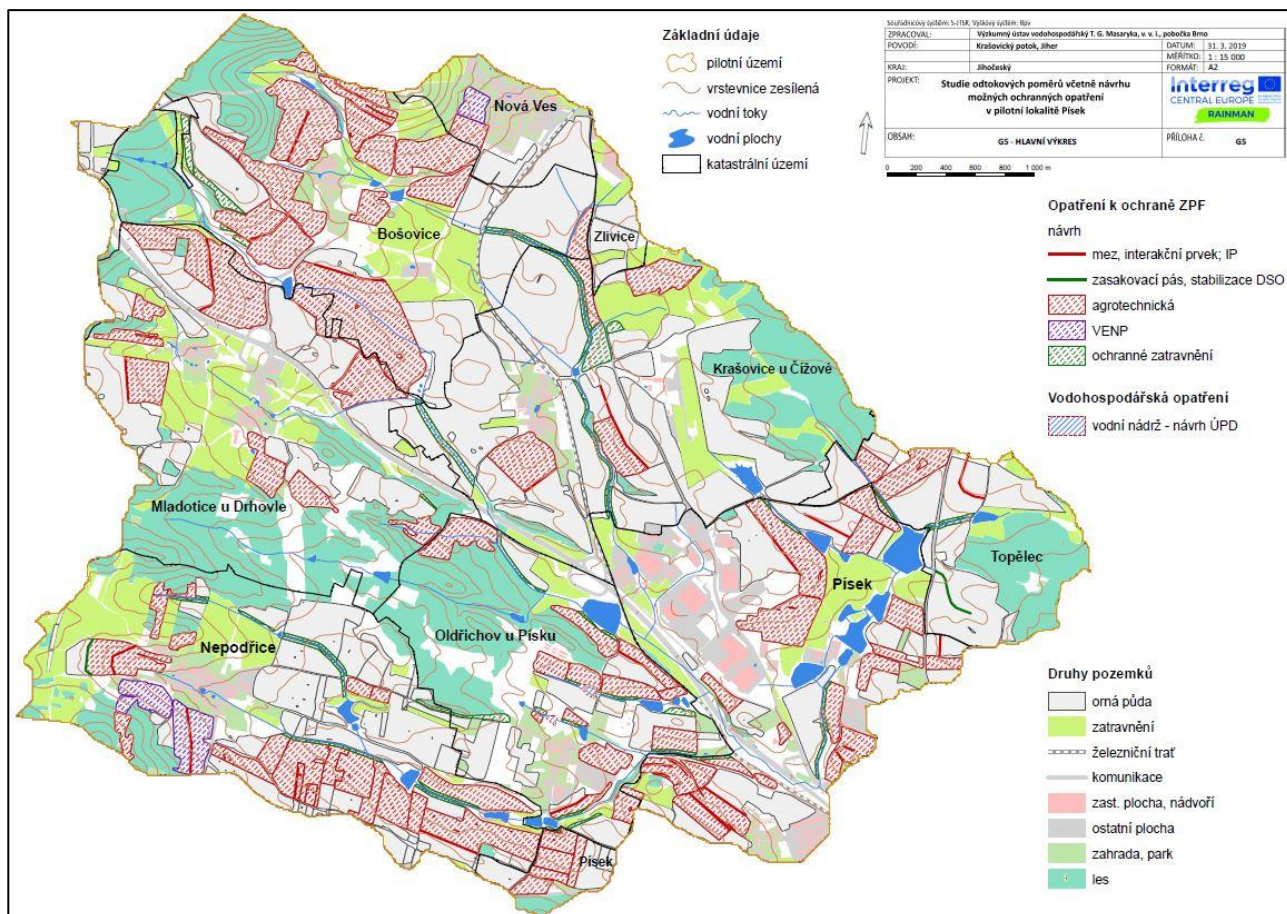 Základní údaje
pilotní území
vrstevnice zesílená
vodní toky
vodní plochy
katastrální území
Souřadnicový systém: S-JTSK; Výškový systém: Bpv
ZPRACOVAL: Výzkumný ústav vodohospodářský T. G. Masaryka, v. v. i., pobočka Brno
POVODÍ: Krašovický potok, Jiher DATUM: 31. 3. 2019
MĚŘÍTKO: 1 : 15 000
KRAJ: Jihočeský FORMÁT: A2
PROJEKT: Studie odtokových poměrů včetně návrhu
možných ochranných opatření
v pilotní lokalitě Písek
Interreg
CENTRAL EUROPE
RAINMAN
OBSAH: G5 - HLAVNÍ VÝKRES PŘÍLOHA č. G5
0 200 400 600 800 1 000 m
Opatření k ochraně ZPF
návrh
mez, interakční prvek; IP
zasakovací pás, stabilizace DSO
agrotechnická
VENP
ochranné zatravnění
Vodohospodářská opatření
vodní nádrž - návrh ÚPD
Druhy pozemků
orná půda
zatravnění
železniční trať
komunikace
zast. plocha, nádvoří
ostatní plocha
zahrada, park
les
Nová Ves
Bošovice
Zlivice
Krašovice u Čížové
Mladotice u Drhovle
Topělec
Písek
Oldřichov u Písku
Nepodřice
Písek